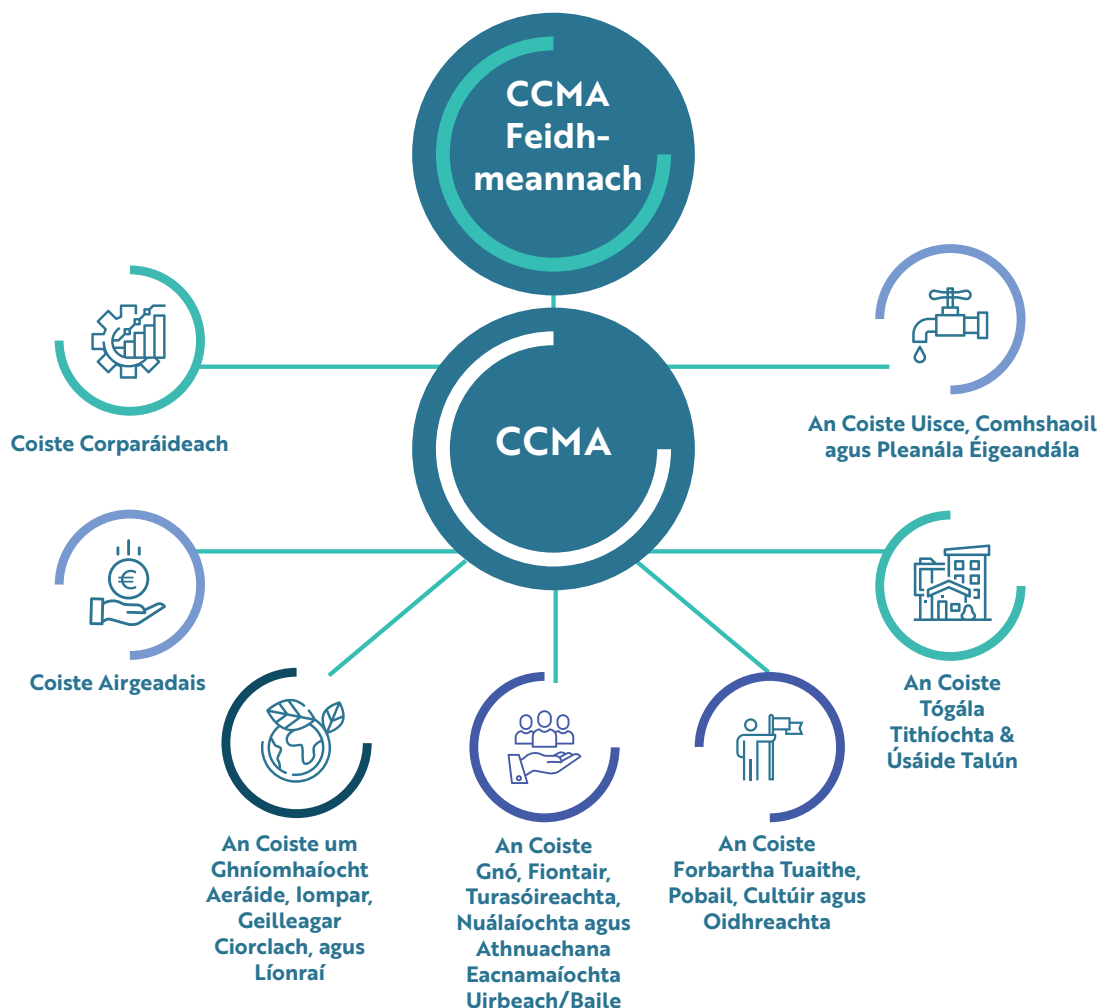 CCMA
Feidh-
meannach
CCMA
Coiste Corparáideach
An Coiste Uisce, Comhshaoil
agus Pleanála Éigeandála
Coiste Airgeadais
An Coiste
Tógála
Tithíochta &
Úsáide Talún
An Coiste um
Ghníomhaíocht
Aeráide, Iompar,
Geilleagar
Ciorclach, agus
Líonraí
An Coiste
Gnó, Fiontair,
Turasóireachta,
Nuálaíochta agus
Athnuachana
Eacnamaíochta
Uirbeach/Baile
An Coiste
Forbartha Tuaithe,
Pobail, Cultúir agus
Oidhreachta